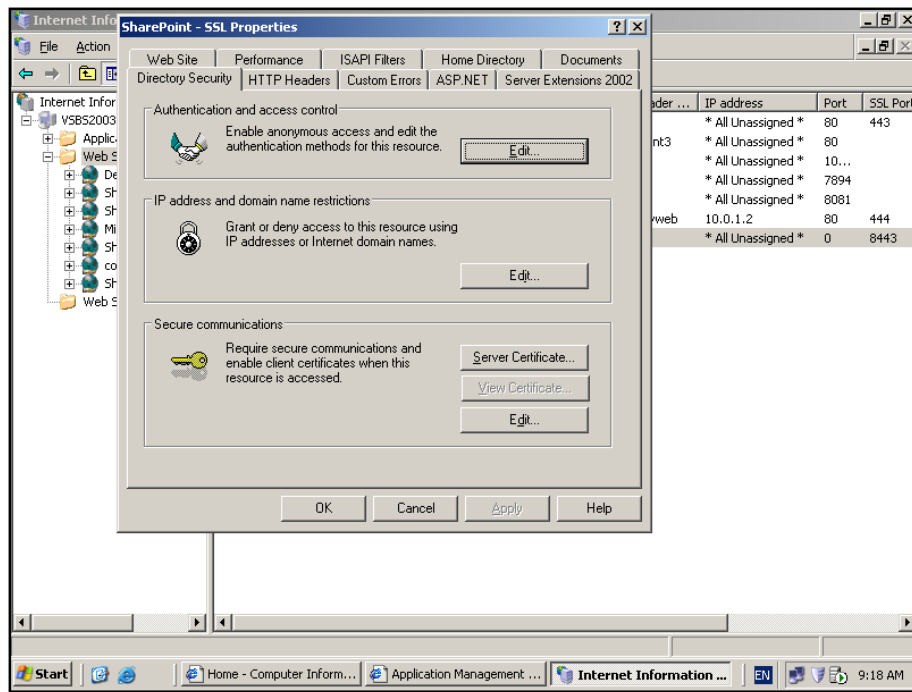 Internet Info
SharePoint - SSL Properties
File Action
Web Site Performance ISAPI Filters Home Directory Documents
Directory Security HTTP Headers Custom Errors ASP.NET Server Extensions 2002
Internet Infor
VSBS2003
Applic
Web S
De
Sh
Sh
Mi
Sh
co
Sh
Web S
Authentication and access control
Enable anonymous access and edit the
authentication methods for this resource.
Edit...
IP address and domain name restrictions
Grant or deny access to this resource using
IP addresses or Internet domain names.
Edit...
Secure communications
Require secure communications and
enable client certificates when this
resource is accessed.
Server Certificate...
View Certificate...
Edit...
OK Cancel Apply Help
ader ... IP address Port SSL Port
* All Unassigned * 80 443
nt3 * All Unassigned * 80
* All Unassigned * 10...
* All Unassigned * 7894
* All Unassigned * 8081
yweb 10.0.1.2 80 444
* All Unassigned * 0 8443
Start Home - Computer Inform... Application Management ... Internet Information ... EN 9:18 AM